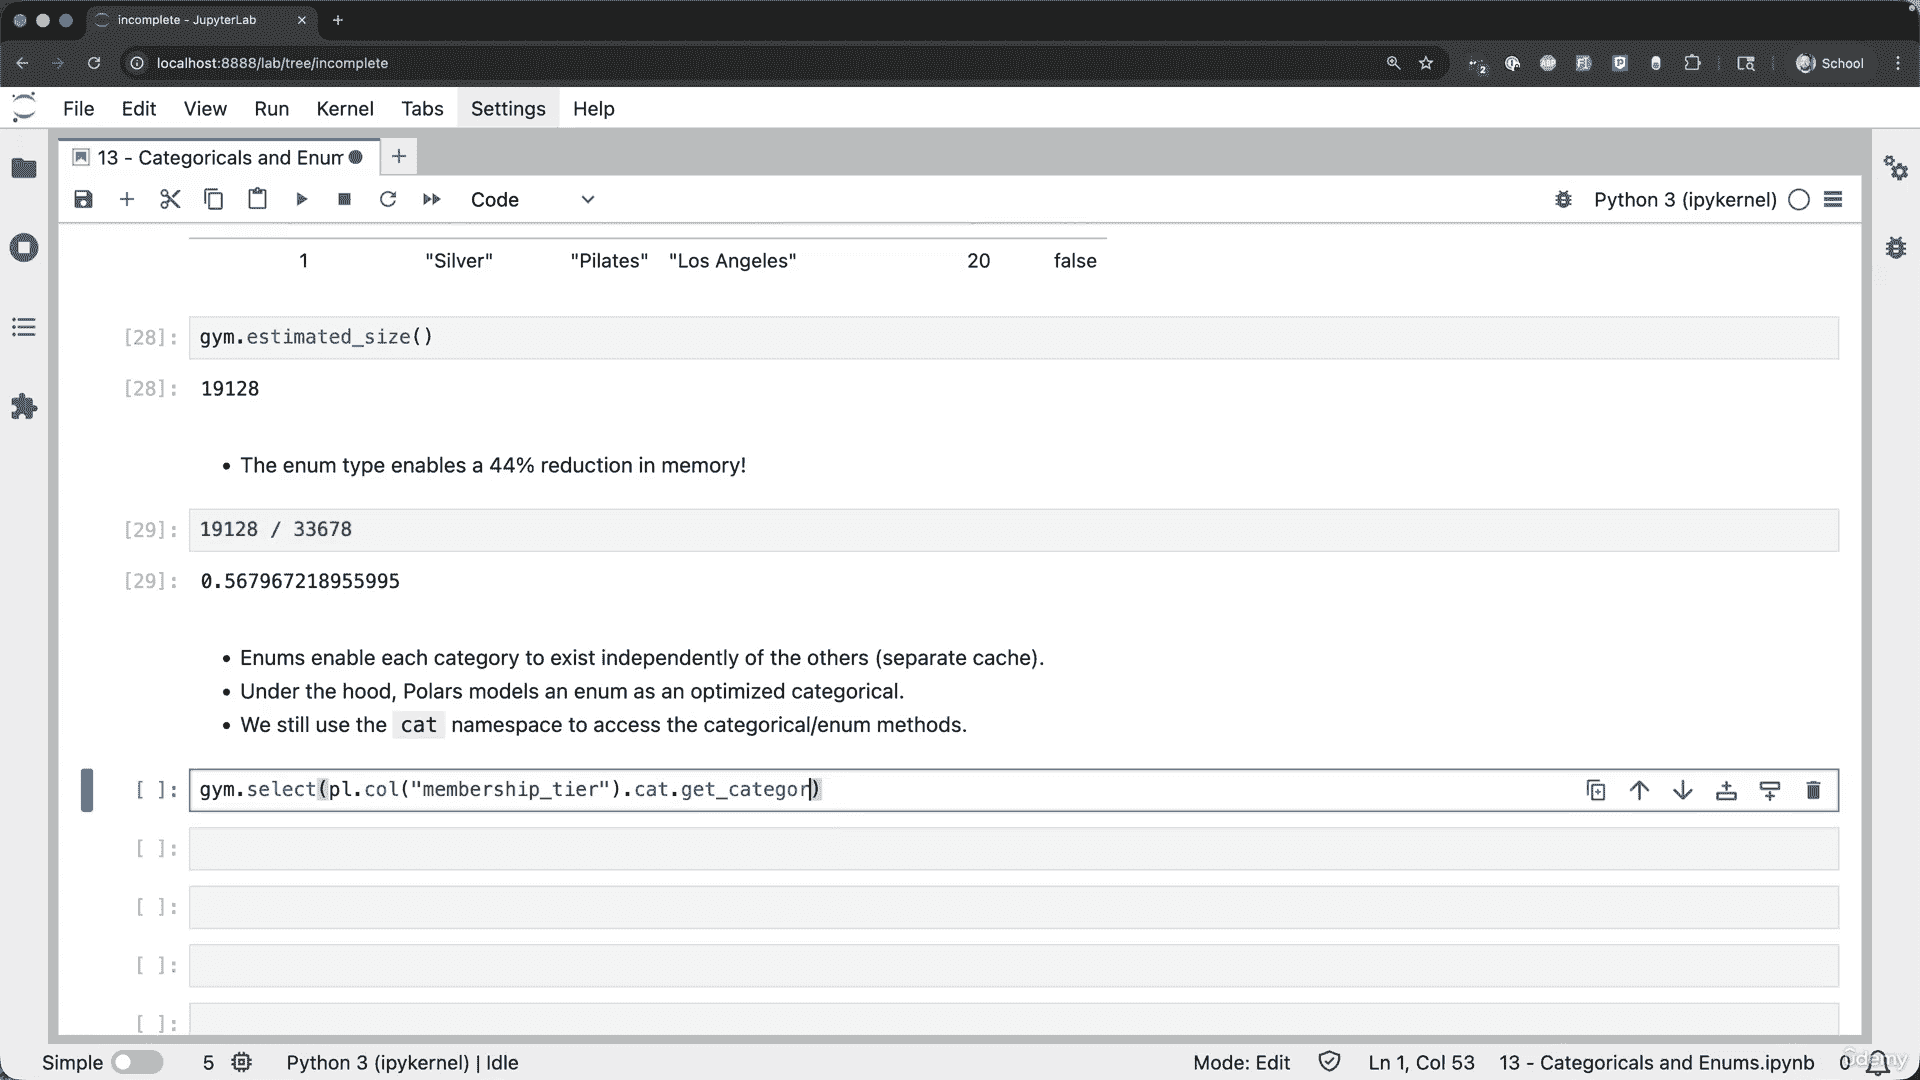 incomplete - JupyterLab
localhost:8888/lab/tree/incomplete
2
School
File Edit View Run Kernel Tabs Settings Help
13 - Categoricals and Enum
Code
Python 3 (ipykernel)
1 "Silver" "Pilates" "Los Angeles" 20 false
[28]: gym.estimated_size()
[28]: 19128
• The enum type enables a 44% reduction in memory!
[29]: 19128 / 33678
[29]: 0.567967218955995
• Enums enable each category to exist independently of the others (separate cache).
• Under the hood, Polars models an enum as an optimized categorical.
• We still use the cat namespace to access the categorical/enum methods.
[ ]: gym.select(pl.col("membership_tier").cat.get_categor)
[ ]:
[ ]:
[ ]:
[ ]:
Simple 5 Python 3 (ipykernel) | Idle Mode: Edit Ln 1, Col 53 13 - Categoricals and Enums.ipynb 0
Udemy